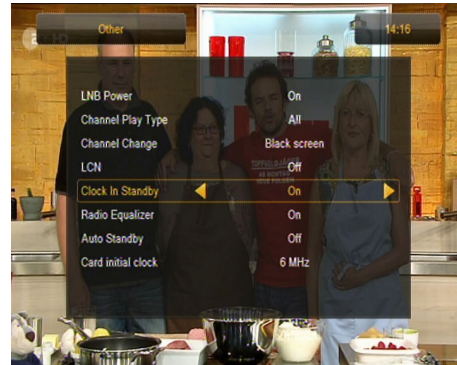 Other
14:16
LNB Power On
Channel Play Type All
Channel Change Black screen
LCN Off
Clock In Standby On
Radio Equalizer On
Auto Standby Off
Card initial clock 6 MHz